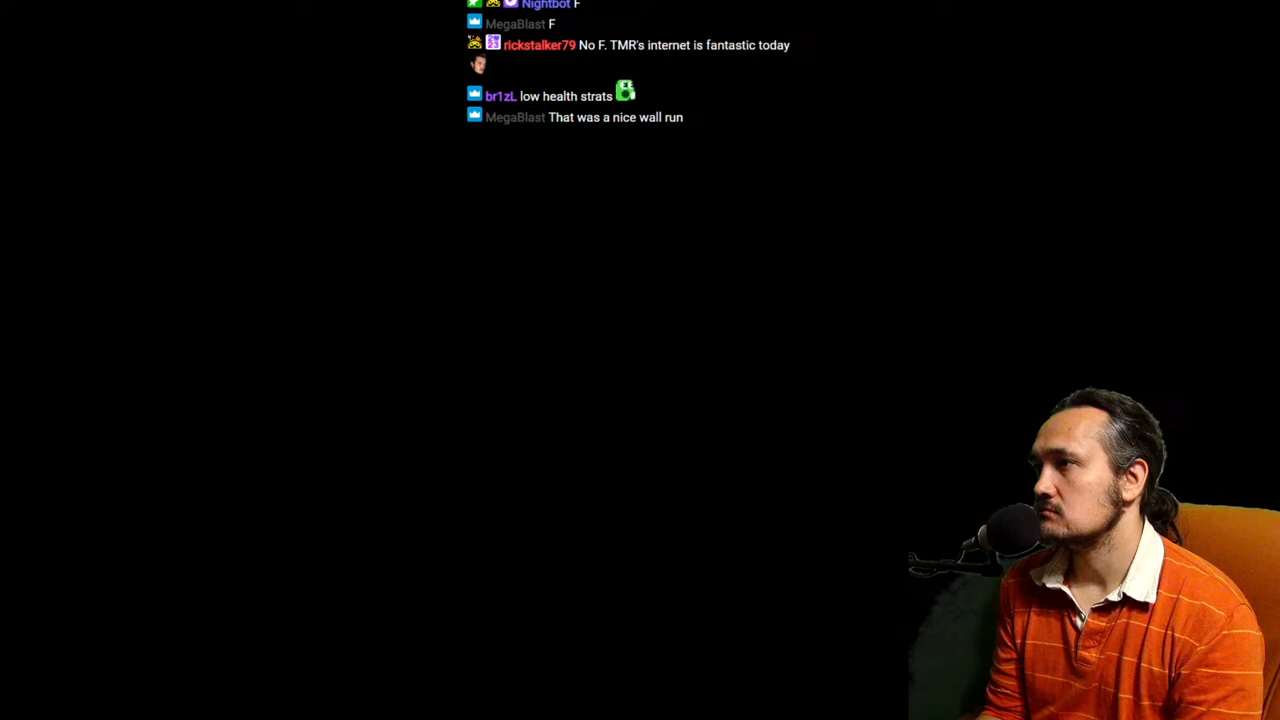 Nightbot F
MegaBlast F
rickstalker79 No F. TMR's internet is fantastic today
br1zL low health strats
MegaBlast That was a nice wall run